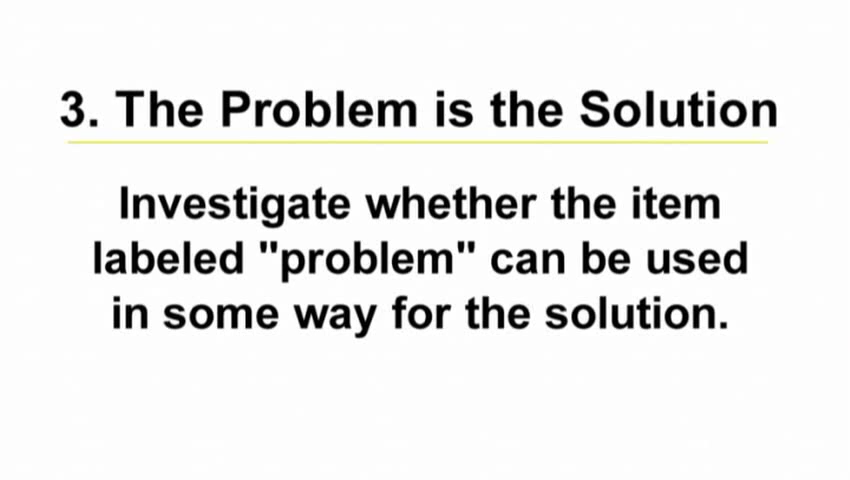 3. The Problem is the Solution
Investigate whether the item
labeled "problem" can be used
in some way for the solution.